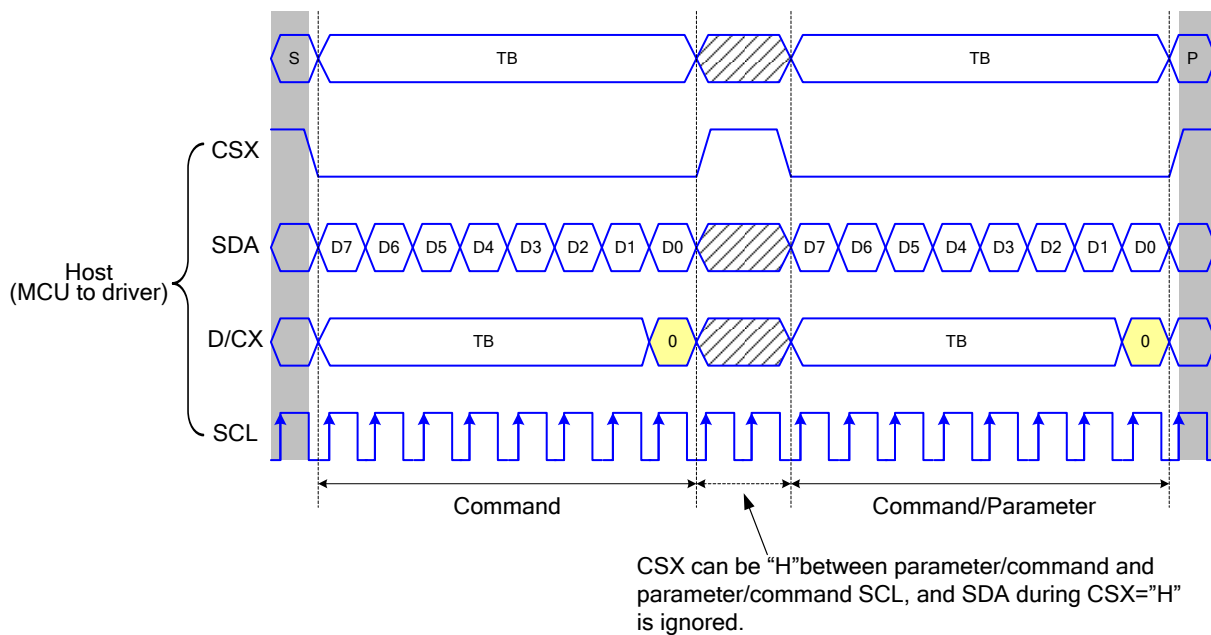 S TB TB P
CSX
SDA D7 D6 D5 D4 D3 D2 D1 D0 D7 D6 D5 D4 D3 D2 D1 D0
Host
(MCU to driver)
D/CX TB 0 TB 0
SCL
Command Command/Parameter
CSX can be “H”between parameter/command and
parameter/command SCL, and SDA during CSX=”H”
is ignored.